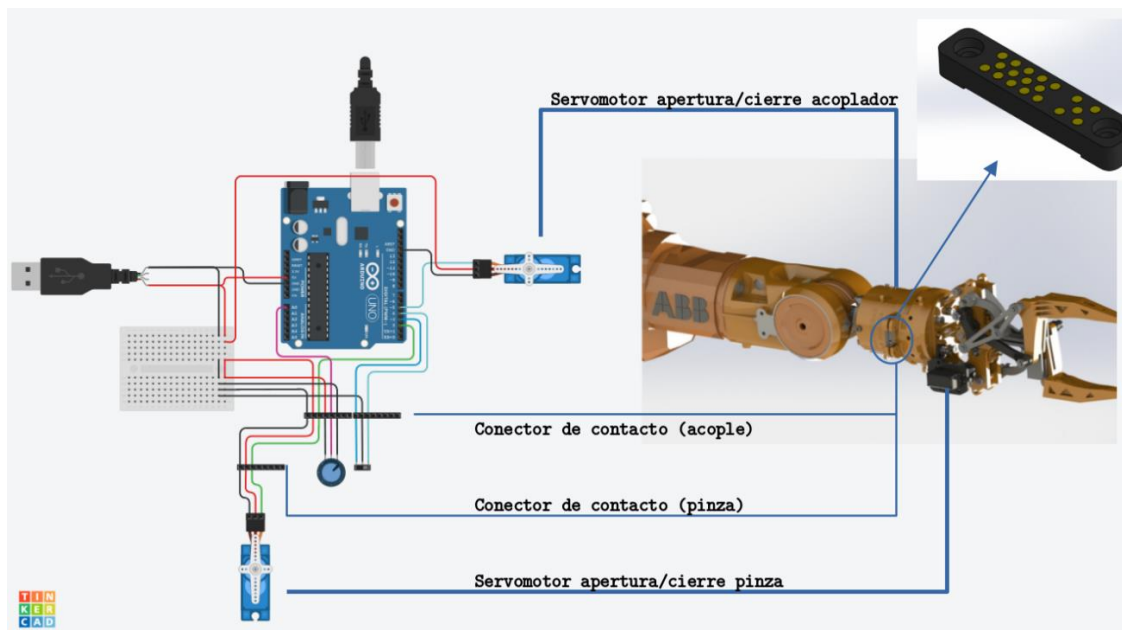 Servomotor apertura/cierre acoplador
ABB
ARDUINO
UNO
Conector de contacto (acople)
Conector de contacto (pinza)
Servomotor apertura/cierre pinza
TIN
KER
CAD